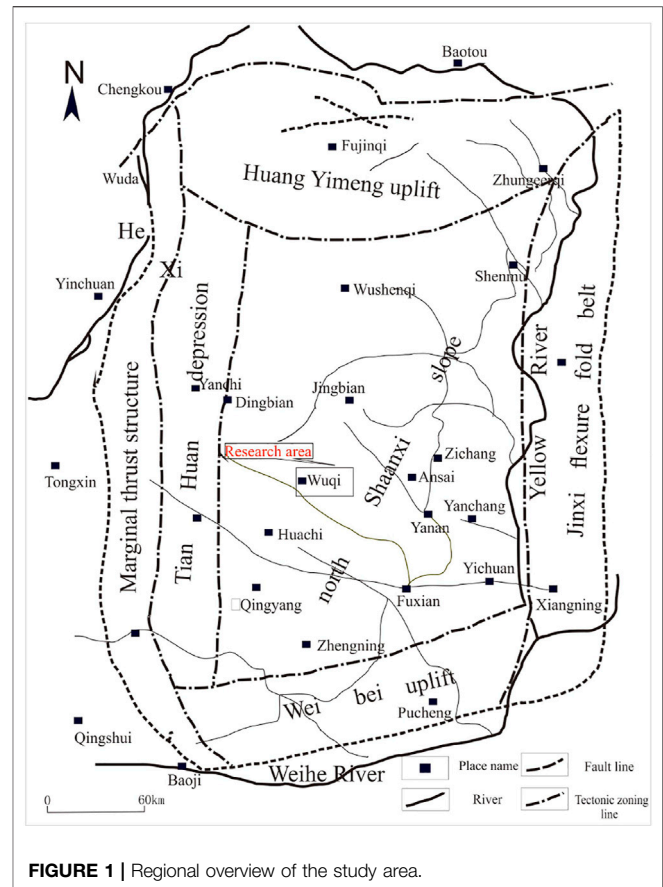 N
Baotou
Chengkou
Fujinqi
Wuda
Huang Yimeng uplift
Zhungerqi
He
Xi
Yinchuan
Shenmu
Wushenqi
depression
slope
River
belt
Yanchi
Dingbian
Jingbian
fold
Marginal thrust structure
Research area
Shaanxi
Zichang
Yellow
flexure
Tongxin
Huan
Wuqi
Ansai
Jinxi
Yanan
Yanchang
Tian
Huachi
north
Yichuan
Qingyang
Fuxian
Xiangning
Zhengning
Wei bei uplift
Pucheng
Qingshui
Baoji
Weihe River
Place name
Fault line
River
Tectonic zoning
line
0 60km
FIGURE 1 | Regional overview of the study area.